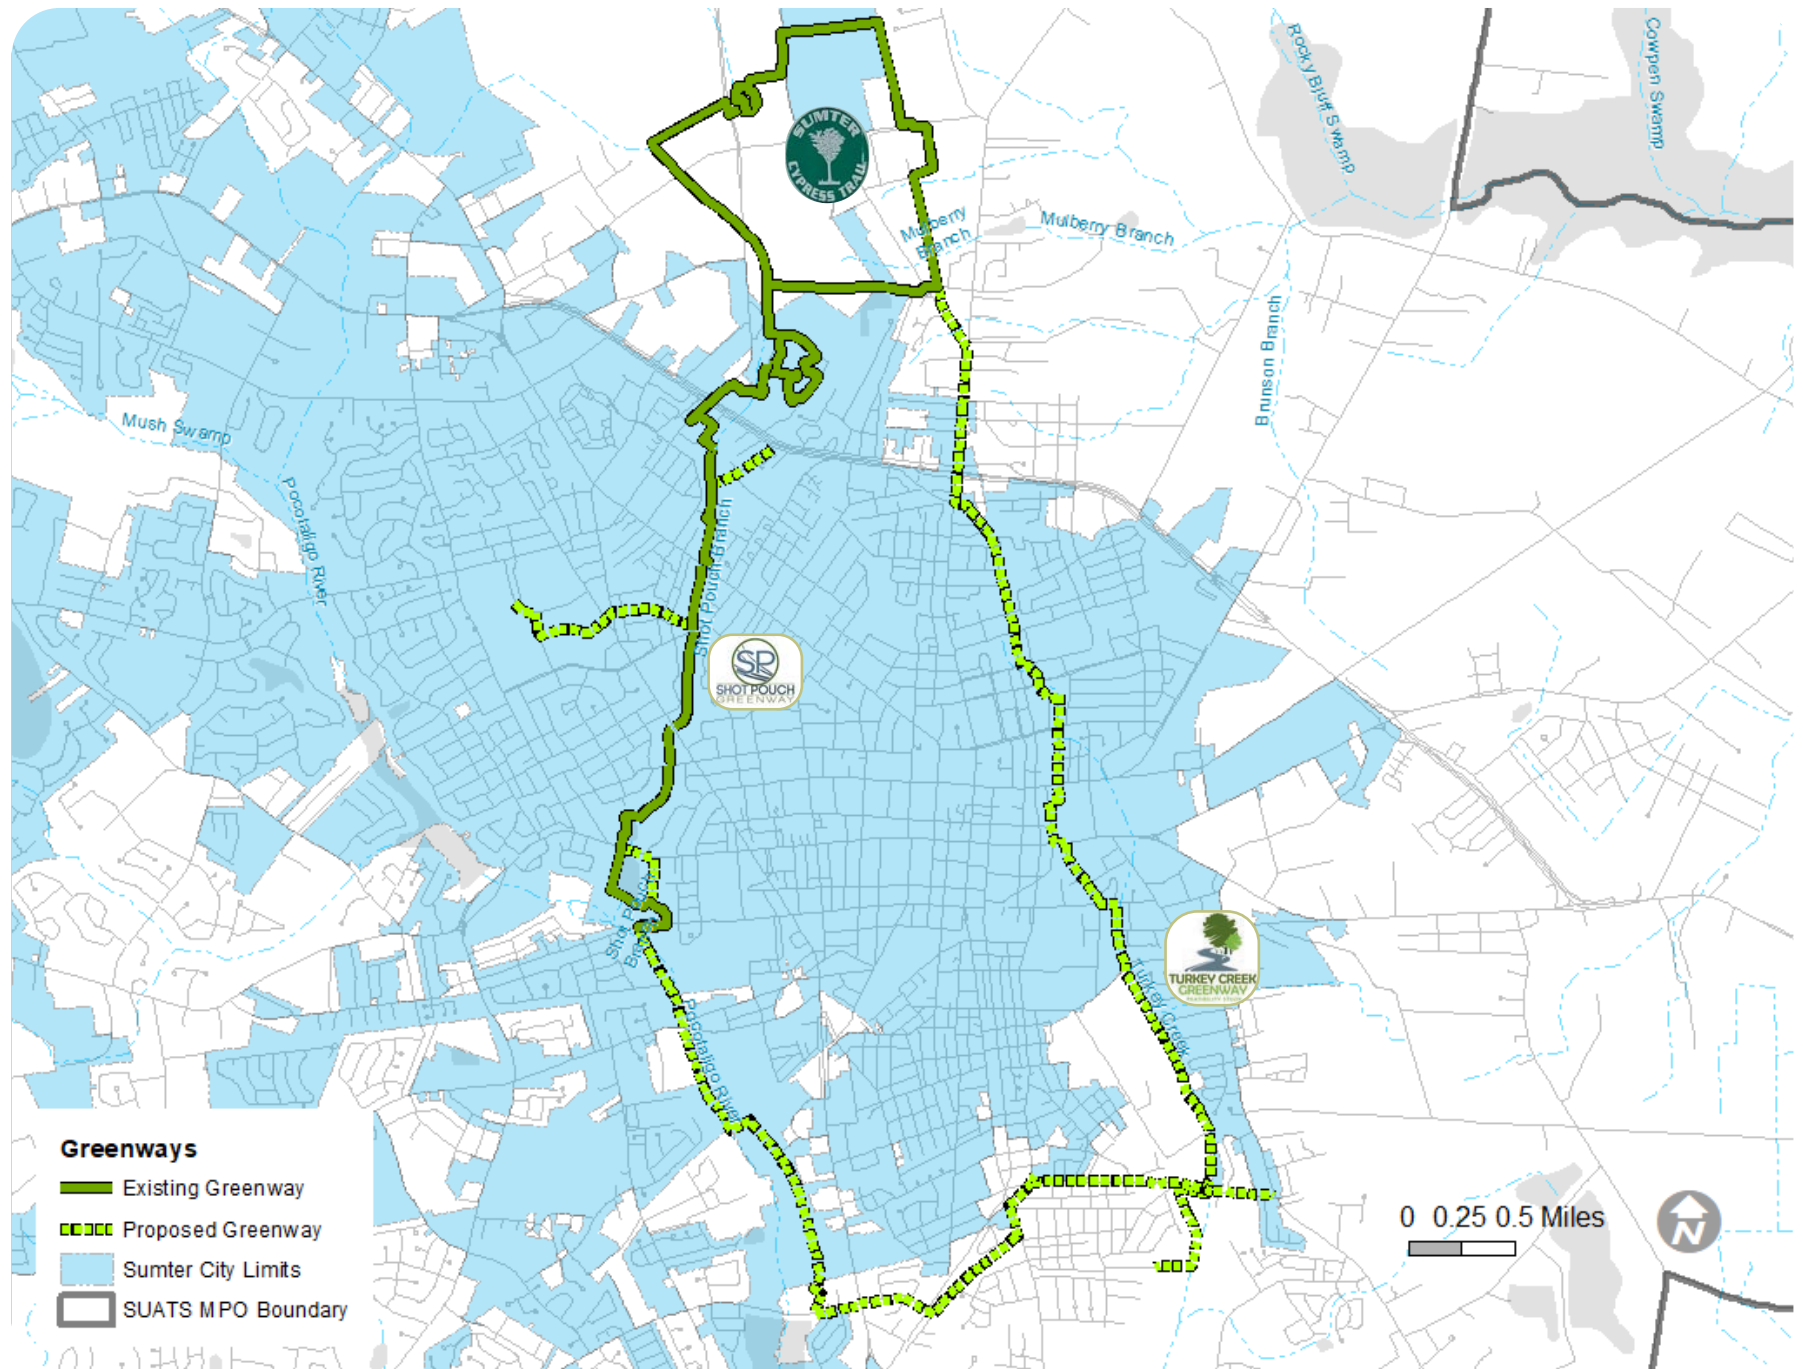 Rocky Bluff Swamp
Cowpen Swamp
SUMTER
CYPRESS TRAIL
Mulberry
Branch
Mulberry Branch
Brunson Branch
Mush Swamp
Pocotaligo River
Shot Pouch Branch
SP
SHOT POUCH
GREENWAY
Shot Pouch
Branch
TURKEY CREEK
GREENWAY
FEASIBILITY STUDY
Turkey Creek
Pocotaligo River
Greenways
Existing Greenway
Proposed Greenway
Sumter City Limits
SUATS MPO Boundary
0 0.25 0.5 Miles
N